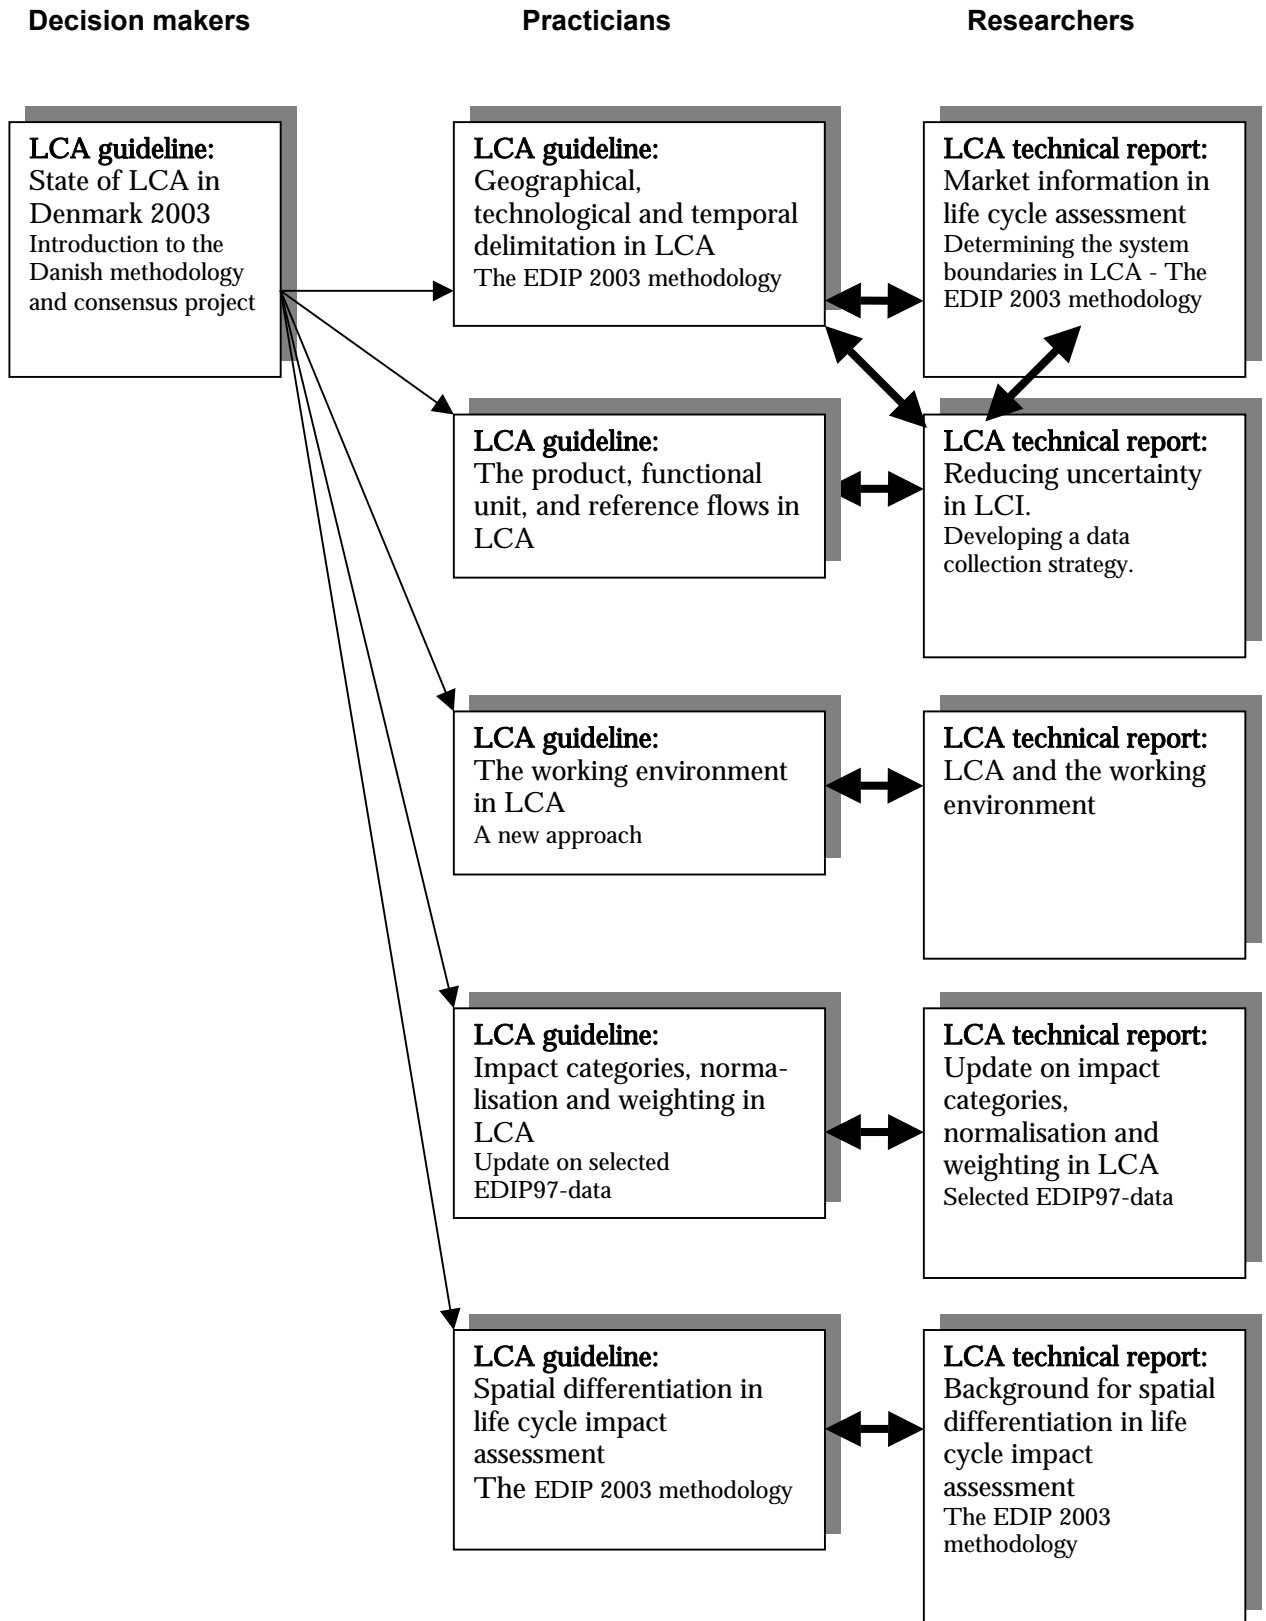 Decision makers
Practicians
Researchers
LCA guideline:
State of LCA in
Denmark 2003
Introduction to the
Danish methodology
and consensus project
LCA guideline:
Geographical,
technological and temporal
delimitation in LCA
The EDIP 2003 methodology
LCA technical report:
Market information in
life cycle assessment
Determining the system
boundaries in LCA - The
EDIP 2003 methodology
LCA guideline:
The product, functional
unit, and reference flows in
LCA
LCA technical report:
Reducing uncertainty
in LCI.
Developing a data
collection strategy.
LCA guideline:
The working environment
in LCA
A new approach
LCA technical report:
LCA and the working
environment
LCA guideline:
Impact categories, norma-
lisation and weighting in
LCA
Update on selected
EDIP97-data
LCA technical report:
Update on impact
categories,
normalisation and
weighting in LCA
Selected EDIP97-data
LCA guideline:
Spatial differentiation in
life cycle impact
assessment
The EDIP 2003 methodology
LCA technical report:
Background for spatial
differentiation in life
cycle impact
assessment
The EDIP 2003
methodology